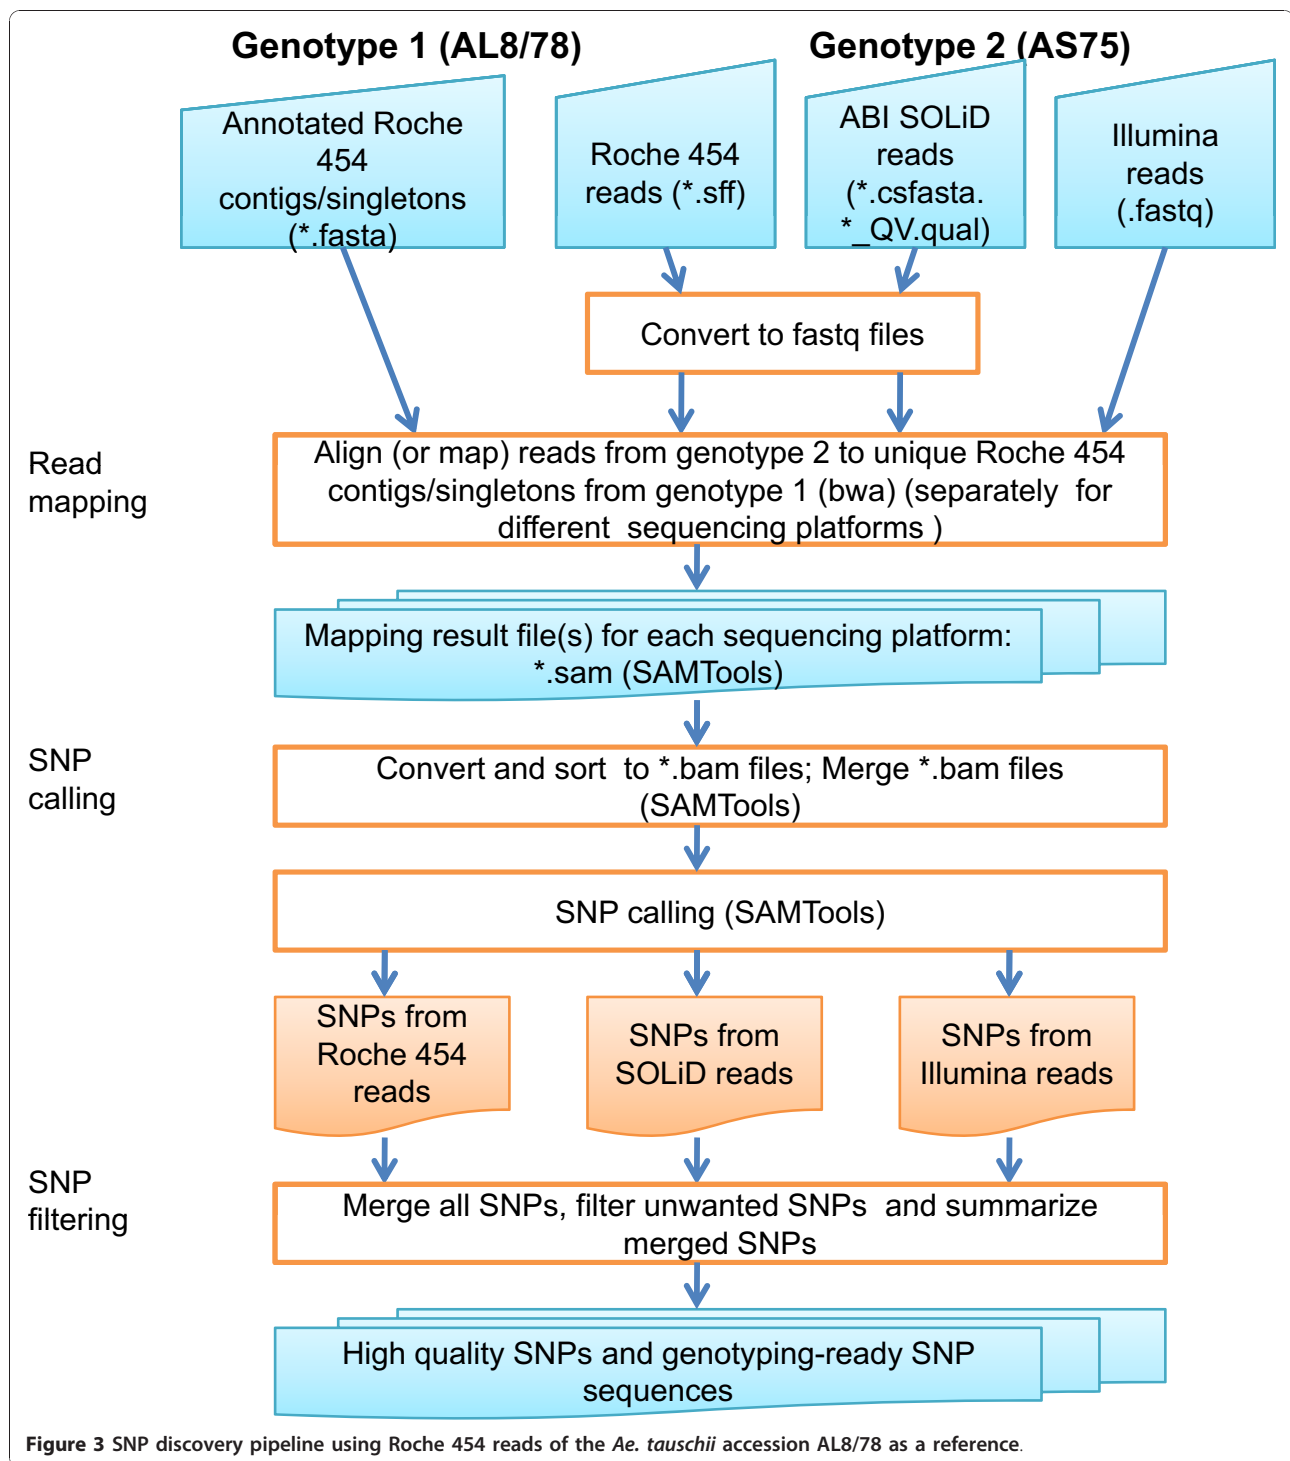 Genotype 1 (AL8/78)
Genotype 2 (AS75)
Annotated Roche
454
contigs/singletons
(*.fasta)
Roche 454
reads (*.sff)
ABI SOLiD
reads
(*.csfasta.
*_QV.qual)
Illumina
reads
(.fastq)
Convert to fastq files
Read
mapping
Align (or map) reads from genotype 2 to unique Roche 454
contigs/singletons from genotype 1 (bwa) (separately for
different sequencing platforms )
Mapping result file(s) for each sequencing platform:
*.sam (SAMTools)
SNP
calling
Convert and sort to *.bam files; Merge *.bam files
(SAMTools)
SNP calling (SAMTools)
SNPs from
Roche 454
reads
SNPs from
SOLiD reads
SNPs from
Illumina reads
SNP
filtering
Merge all SNPs, filter unwanted SNPs and summarize
merged SNPs
High quality SNPs and genotyping-ready SNP
sequences
Figure 3 SNP discovery pipeline using Roche 454 reads of the Ae. tauschii accession AL8/78 as a reference.